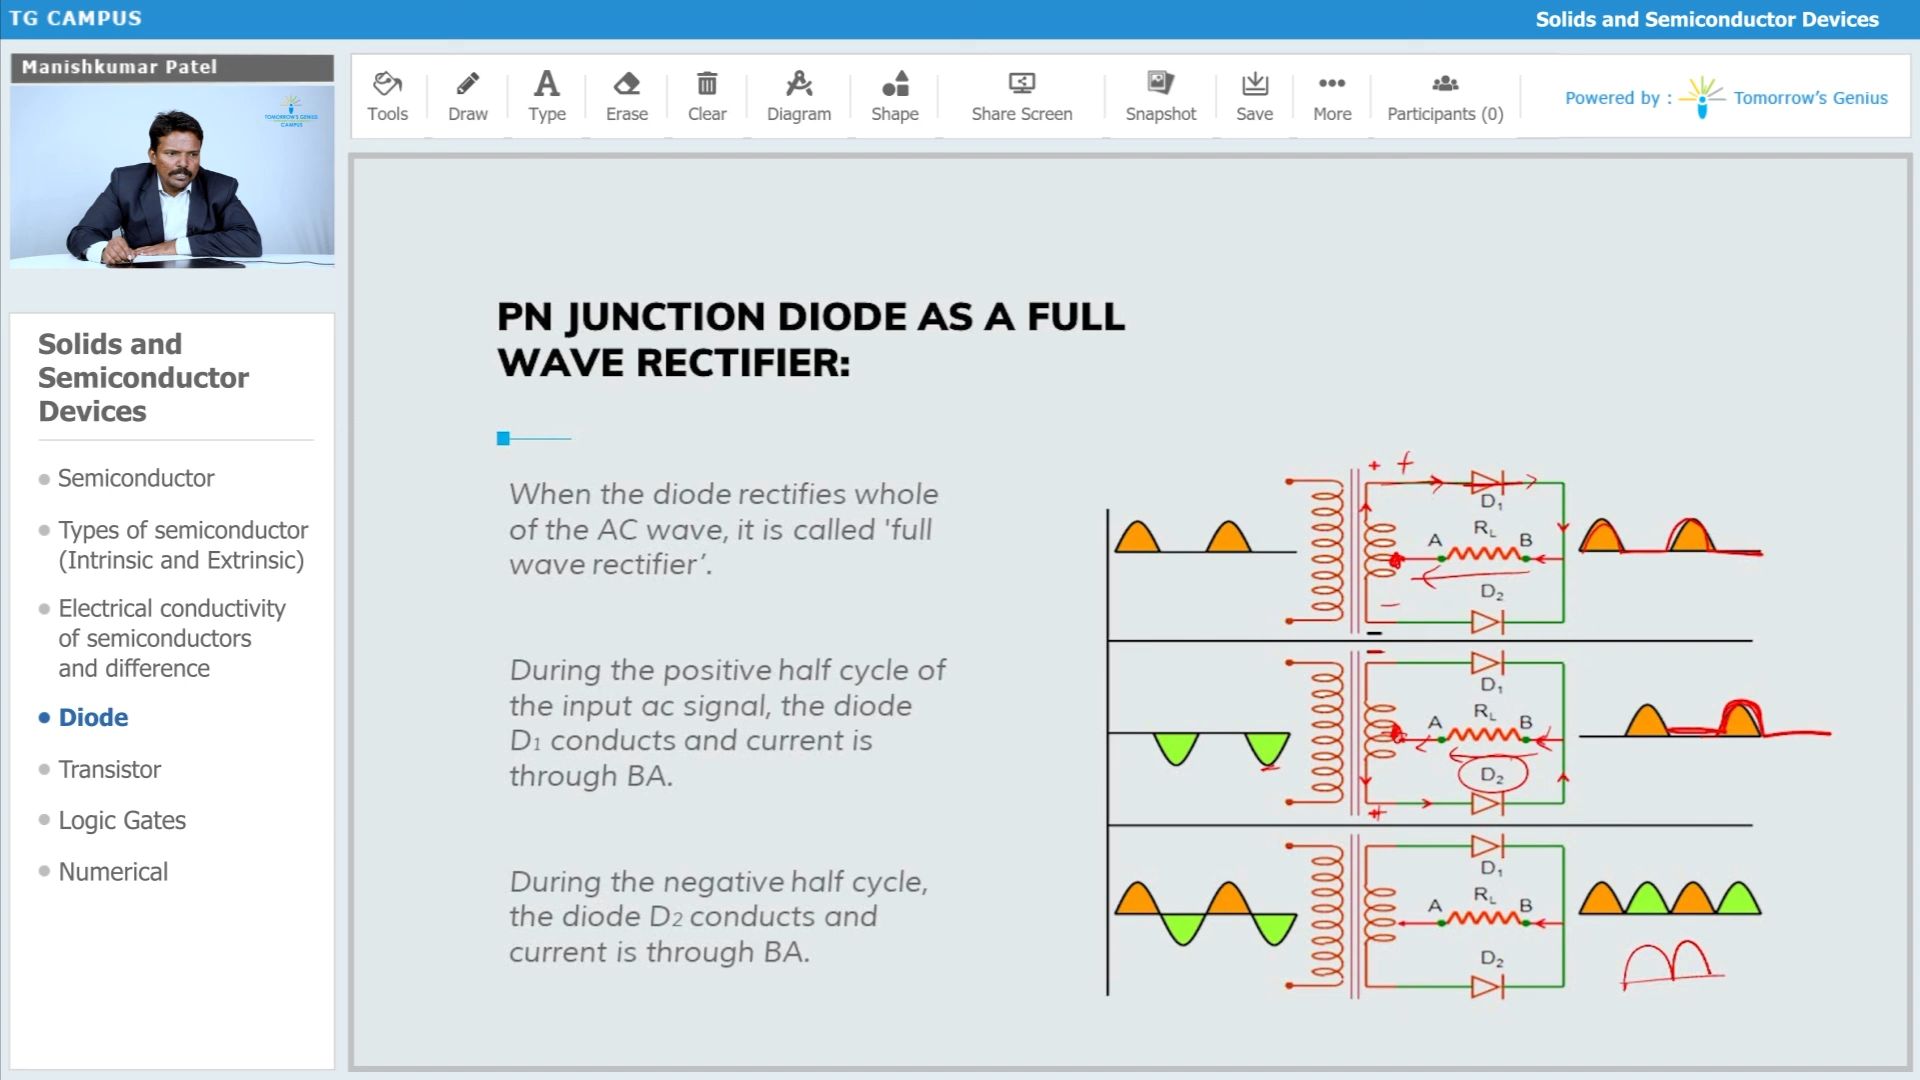 TG CAMPUS
Solids and Semiconductor Devices
Manishkumar Patel
TOMORROW'S GENIUS
CAMPUS
Tools
Draw
Type
Erase
Clear
Diagram
Shape
Share Screen
Snapshot
Save
More
Participants (0)
Powered by :
Tomorrow's Genius
Solids and
Semiconductor
Devices
Semiconductor
Types of semiconductor
(Intrinsic and Extrinsic)
Electrical conductivity
of semiconductors
and difference
Diode
Transistor
Logic Gates
Numerical
PN JUNCTION DIODE AS A FULL
WAVE RECTIFIER:
When the diode rectifies whole
of the AC wave, it is called 'full
wave rectifier'.
During the positive half cycle of
the input ac signal, the diode
D1 conducts and current is
through BA.
During the negative half cycle,
the diode D2 conducts and
current is through BA.
+ +
D1
RL
A B
D2
–
–
D1
RL
A B
D2
+
D1
RL
A B
D2